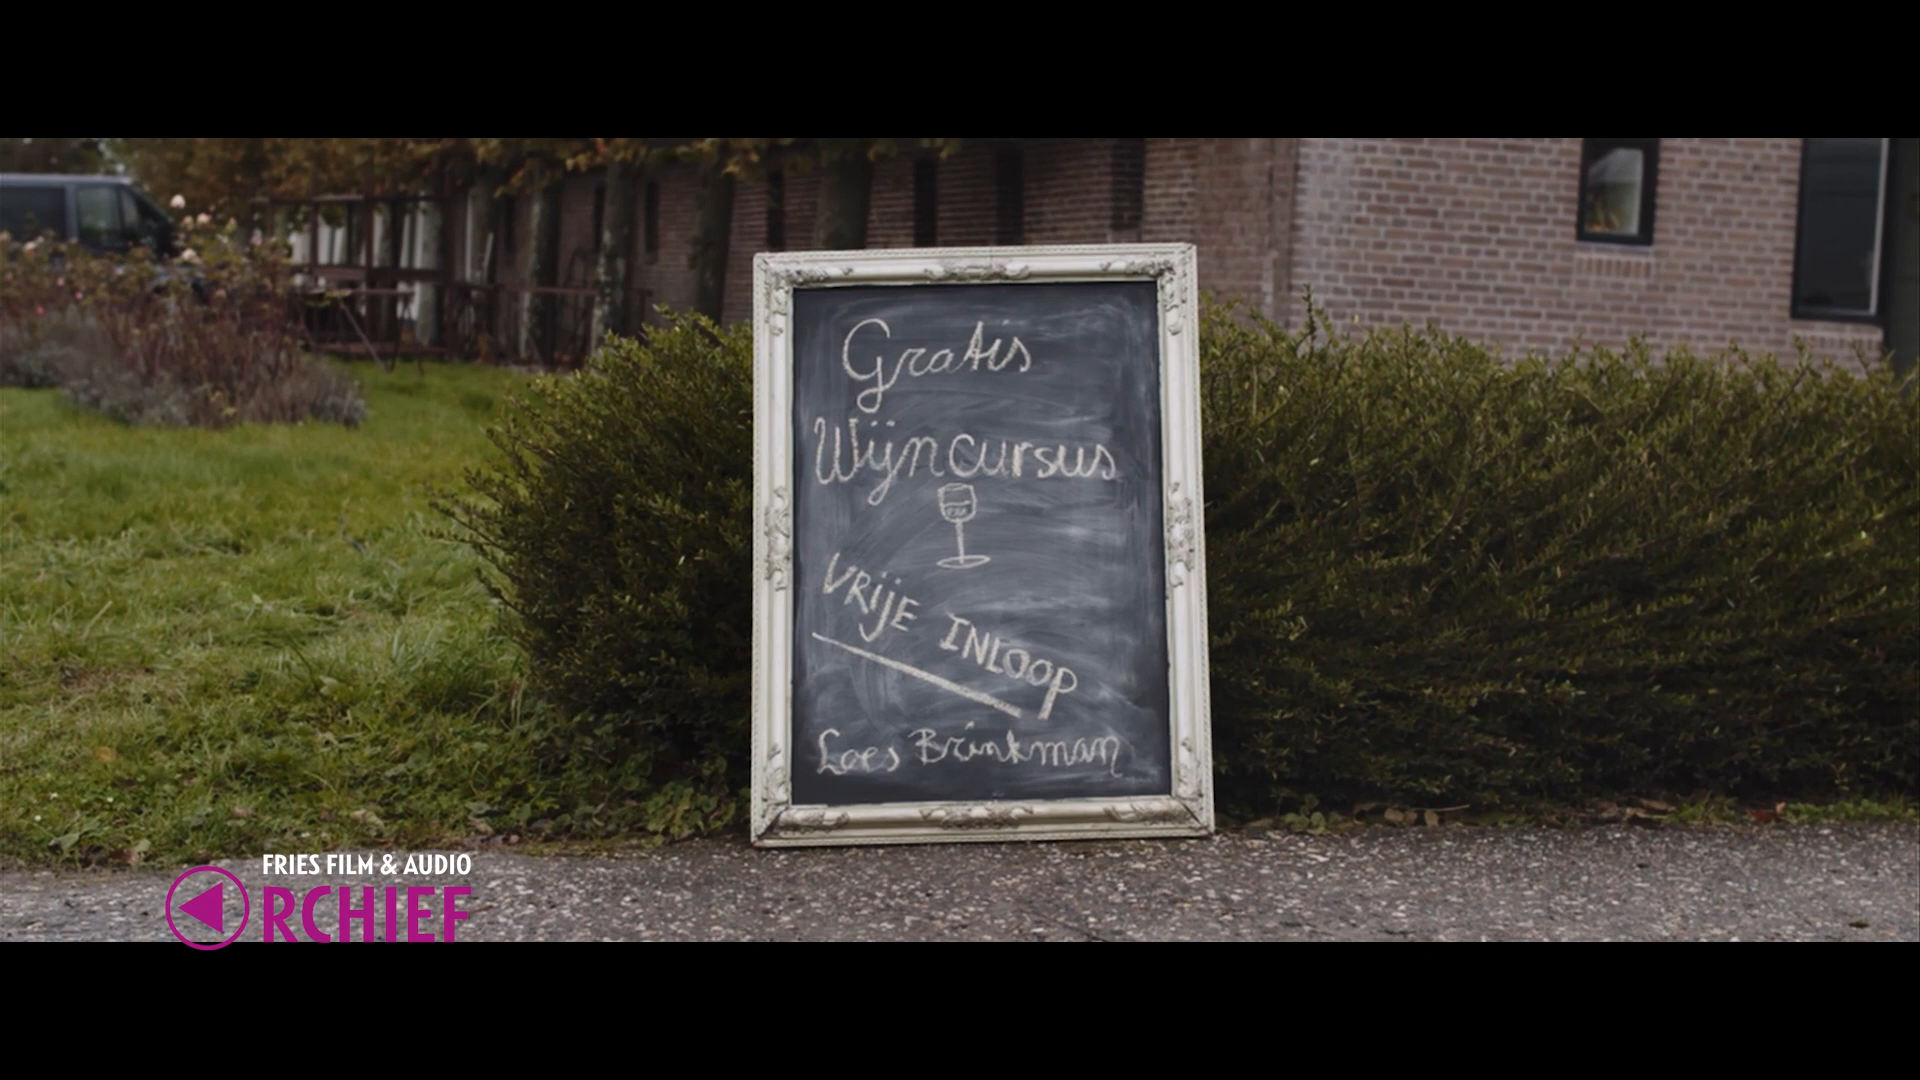 Gratis
Wijncursus
VRIJE INLOOP
Loes Brinkman
FRIES FILM & AUDIO
RCHIEF